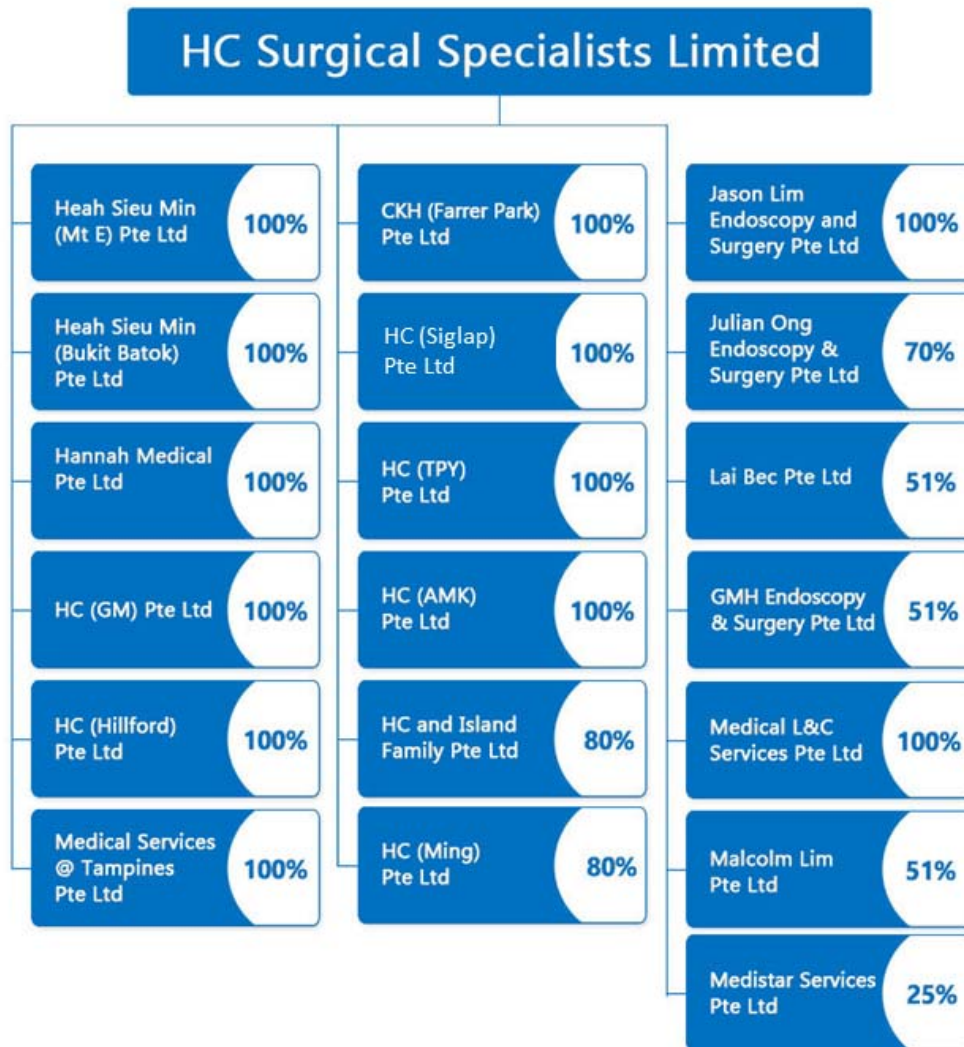 HC Surgical Specialists Limited
Heah Sieu Min
(Mt E) Pte Ltd
100%
Heah Sieu Min
(Bukit Batok)
Pte Ltd
100%
Hannah Medical
Pte Ltd
100%
HC (GM) Pte Ltd
100%
HC (Hillford)
Pte Ltd
100%
Medical Services
@ Tampines
Pte Ltd
100%
CKH (Farrer Park)
Pte Ltd
100%
HC (Siglap)
Pte Ltd
100%
HC (TPY)
Pte Ltd
100%
HC (AMK)
Pte Ltd
100%
HC and Island
Family Pte Ltd
80%
HC (Ming)
Pte Ltd
80%
Jason Lim
Endoscopy and
Surgery Pte Ltd
100%
Julian Ong
Endoscopy &
Surgery Pte Ltd
70%
Lai Bec Pte Ltd
51%
GMH Endoscopy
& Surgery Pte Ltd
51%
Medical L&C
Services Pte Ltd
100%
Malcolm Lim
Pte Ltd
51%
Medistar Services
Pte Ltd
25%